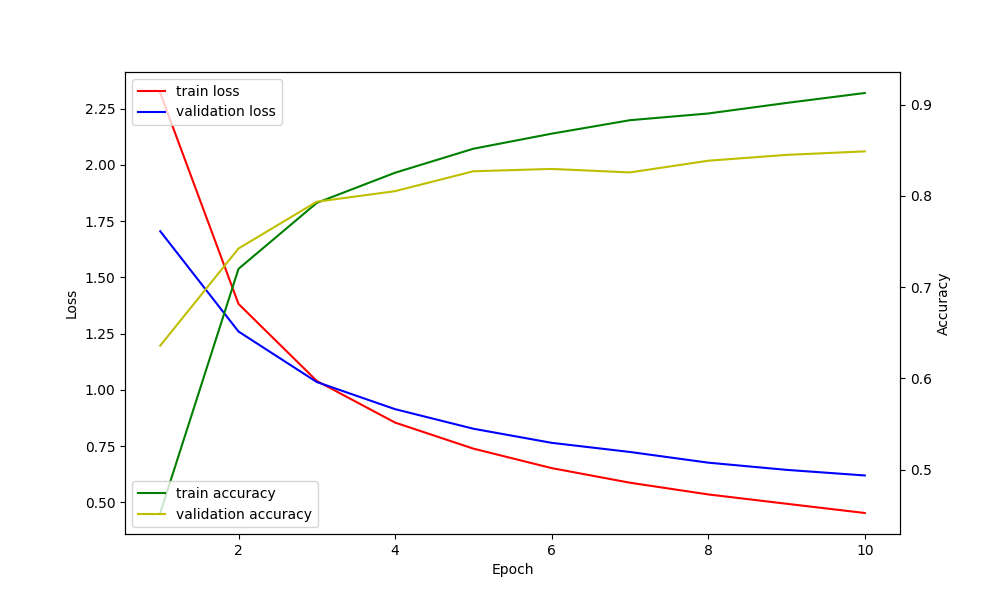 train loss
validation loss
2.25
2.00
1.75
1.50
1.25
1.00
0.75
0.50
Loss
0.9
0.8
0.7
0.6
0.5
Accuracy
train accuracy
validation accuracy
2
4
6
8
10
Epoch